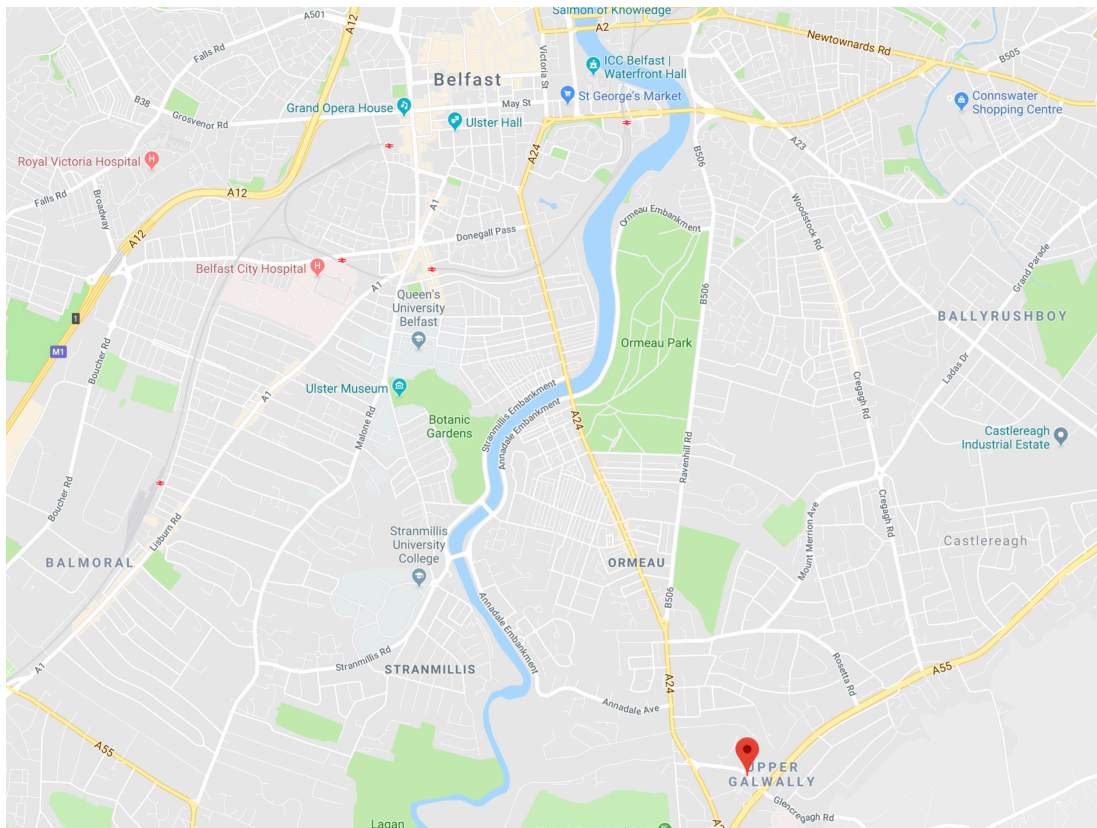 Salmon of Knowledge
A501
A12
A2
Newtownards Rd
Falls Rd
Victoria St
B505
ICC Belfast |
Waterfront Hall
Belfast
B38
Grand Opera House
May St
St George's Market
Connswater
Shopping Centre
Grosvenor Rd
Ulster Hall
A24
A23
Royal Victoria Hospital
B506
A12
Falls Rd
Broadway
A1
Woodstock Rd
Ormeau Embankment
A12
Donegall Pass
Grand Parade
Belfast City Hospital
A1
B506
Queen's
University
Belfast
1
BALLYRUSHBOY
M1
Boucher Rd
Ormeau Park
Ladas Dr
Ulster Museum
Stranmillis Embankment
Cregagh Rd
A1
Malone Rd
Botanic
Gardens
Annadale Embankment
A24
Castlereagh
Industrial Estate
Ravenhill Rd
Boucher Rd
Lisburn Rd
Cregagh Rd
Stranmillis
University
College
Mount Merrion Ave
Castlereagh
BALMORAL
ORMEAU
B506
Annadale Embankment
A1
Stranmillis Rd
STRANMILLIS
Rosetta Rd
A55
A24
Annadale Ave
A55
UPPER
GALWALLY
Glencregagh Rd
Lagan